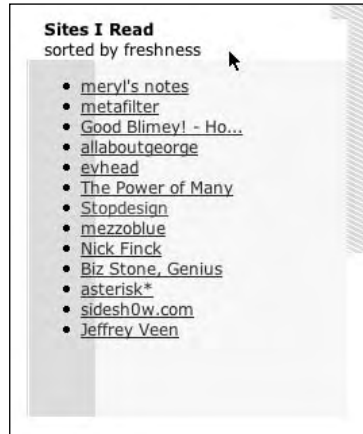 Sites I Read
sorted by freshness
meryl's notes
metafilter
Good Blimey! - Ho...
allaboutgeorge
evhead
The Power of Many
Stopdesign
mezzoblue
Nick Finck
Biz Stone, Genius
asterisk*
sidesh0w.com
Jeffrey Veen